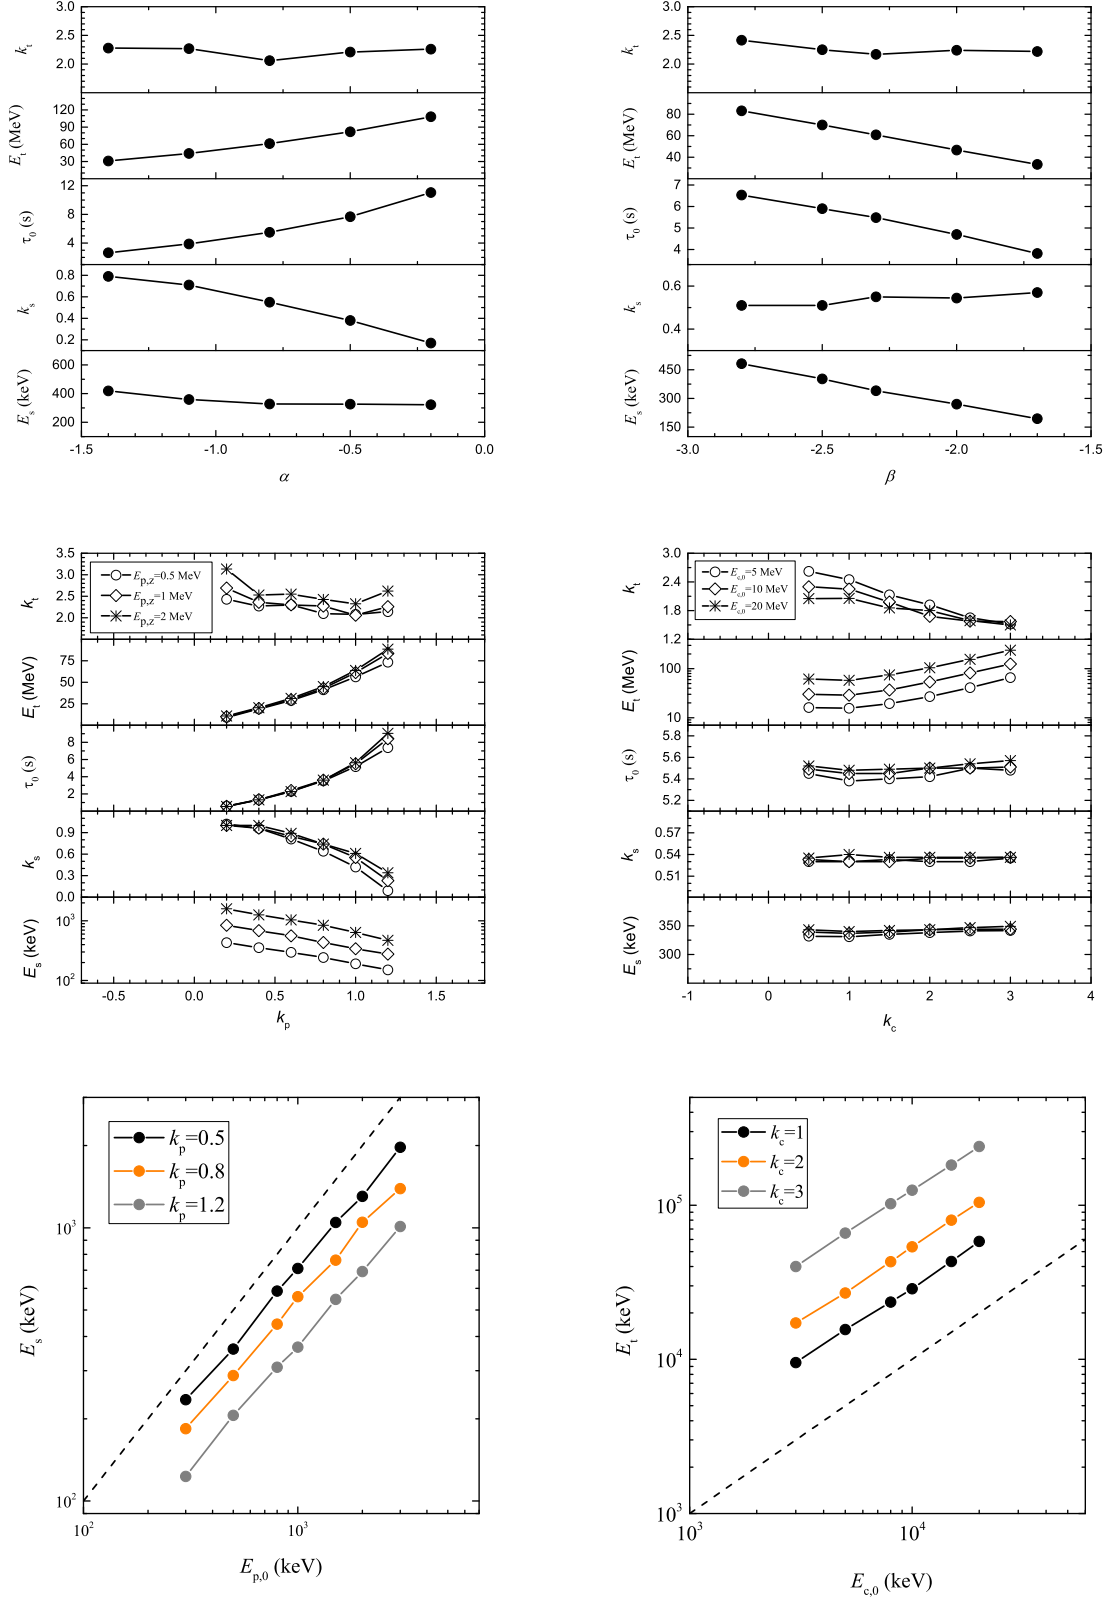 3.0
2.5
2.0
k_t
120
90
60
30
E_t (MeV)
12
8
4
τ_0 (s)
0.8
0.6
0.4
0.2
k_s
600
400
200
E_s (keV)
-1.5 -1.0 -0.5 0.0
α
3.0
2.5
2.0
k_t
80
60
40
E_t (MeV)
7
6
5
4
τ_0 (s)
0.6
0.4
k_s
450
300
150
E_s (keV)
-3.0 -2.5 -2.0 -1.5
β
3.5
3.0
2.5
2.0
k_t
E_p,z=0.5 MeV
E_p,z=1 MeV
E_p,z=2 MeV
75
50
25
E_t (MeV)
8
6
4
2
τ_0 (s)
0.9
0.6
0.3
0.0
k_s
10^3
10^2
E_s (keV)
-0.5 0.0 0.5 1.0 1.5
k_p
3.0
2.4
1.8
1.2
k_t
E_c,0=5 MeV
E_c,0=10 MeV
E_c,0=20 MeV
100
10
E_t (MeV)
5.8
5.6
5.4
5.2
τ_0 (s)
0.57
0.54
0.51
k_s
350
300
E_s (keV)
-1 0 1 2 3 4
k_c
k_p=0.5
k_p=0.8
k_p=1.2
10^3
10^2
E_s (keV)
10^2 10^3
E_p,0 (keV)
k_c=1
k_c=2
k_c=3
10^5
10^4
10^3
E_t (keV)
10^3 10^4
E_c,0 (keV)